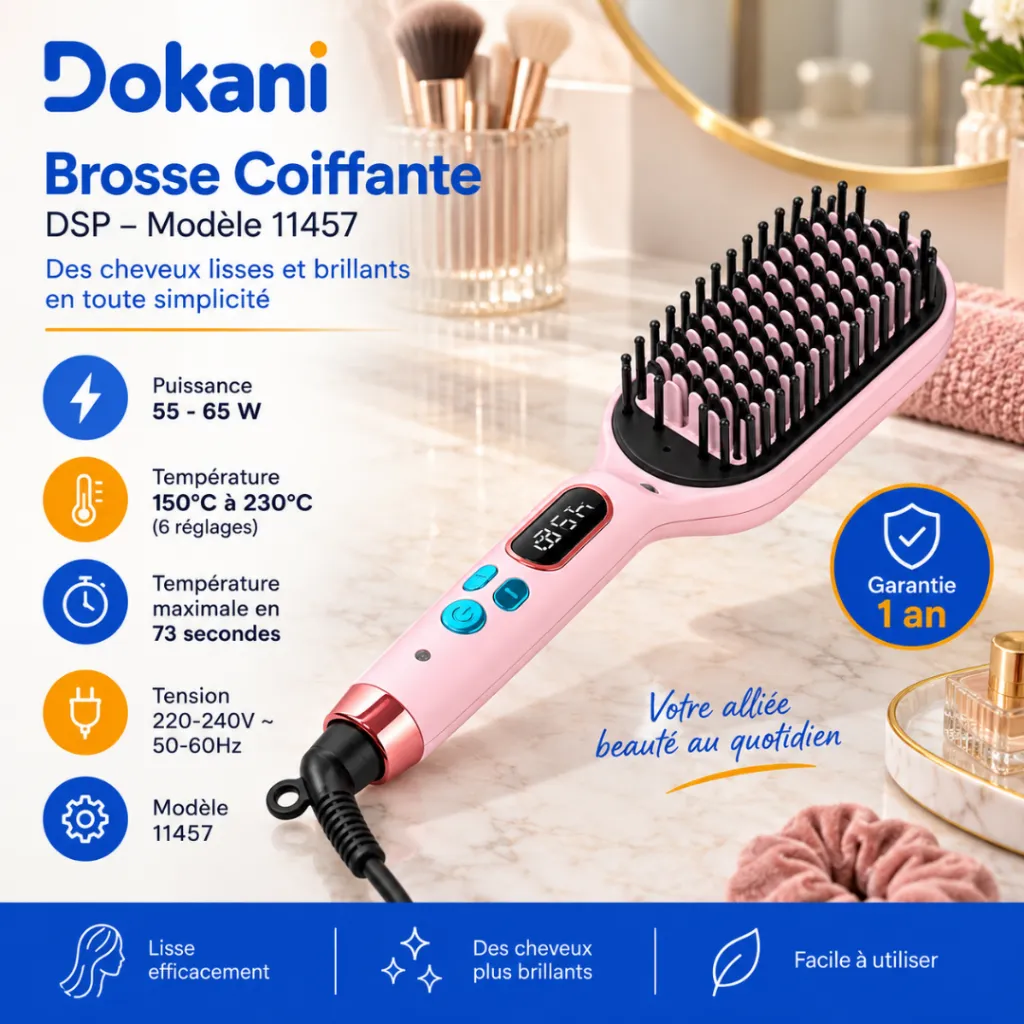 Dokani
Brosse Coiffante
DSP – Modèle 11457
Des cheveux lisses et brillants
en toute simplicité
Puissance
55 - 65 W
Température
150°C à 230°C
(6 réglages)
Température
maximale en
73 secondes
Tension
220-240V ~
50-60Hz
Modèle
11457
Garantie
1 an
Votre alliée
beauté au quotidien
Lisse
efficacement
Des cheveux
plus brillants
Facile à utiliser